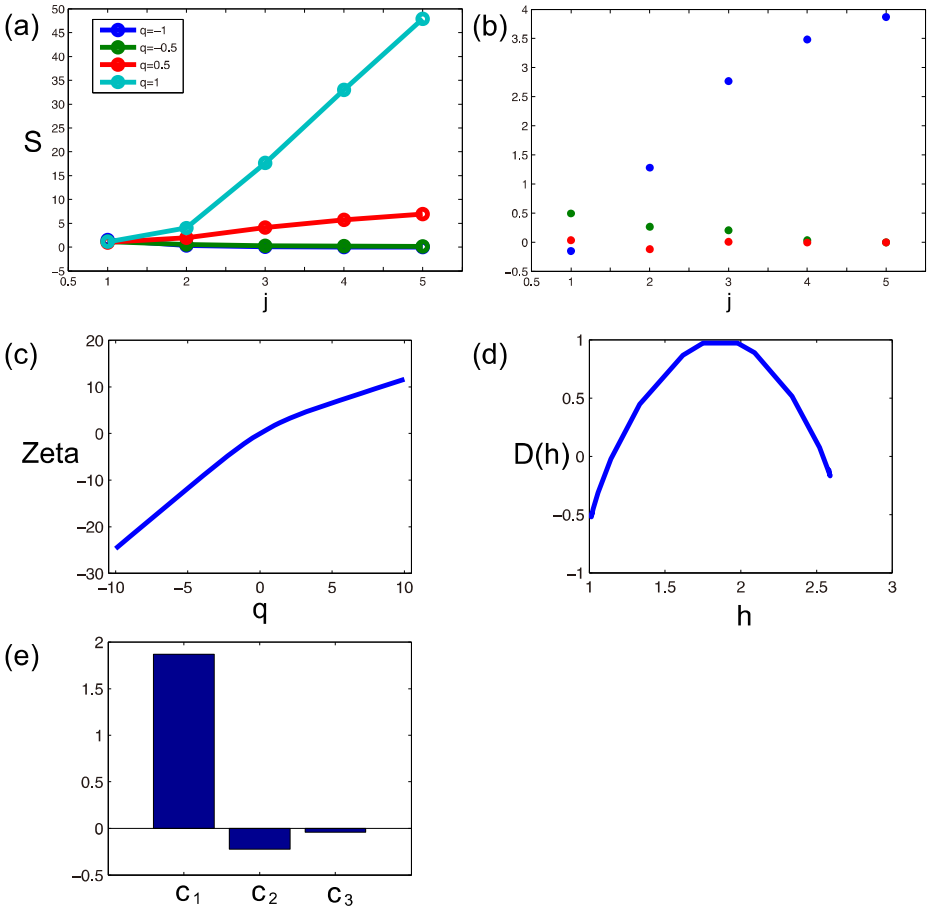 (a)
50
45
40
35
30
25
20
15
10
5
0
−5
S
q=−1
q=−0.5
q=0.5
q=1
0.5 1 2 3 4 5
j
(b)
4
3.5
3
2.5
2
1.5
1
0.5
0
−0.5
0.5 1 2 3 4 5
j
(c)
20
10
0
−10
−20
−30
Zeta
−10 −5 0 5 10
q
(d)
1
0.5
0
−0.5
−1
D(h)
1 1.5 2 2.5 3
h
(e)
2
1.5
1
0.5
0
−0.5
c₁ c₂ c₃